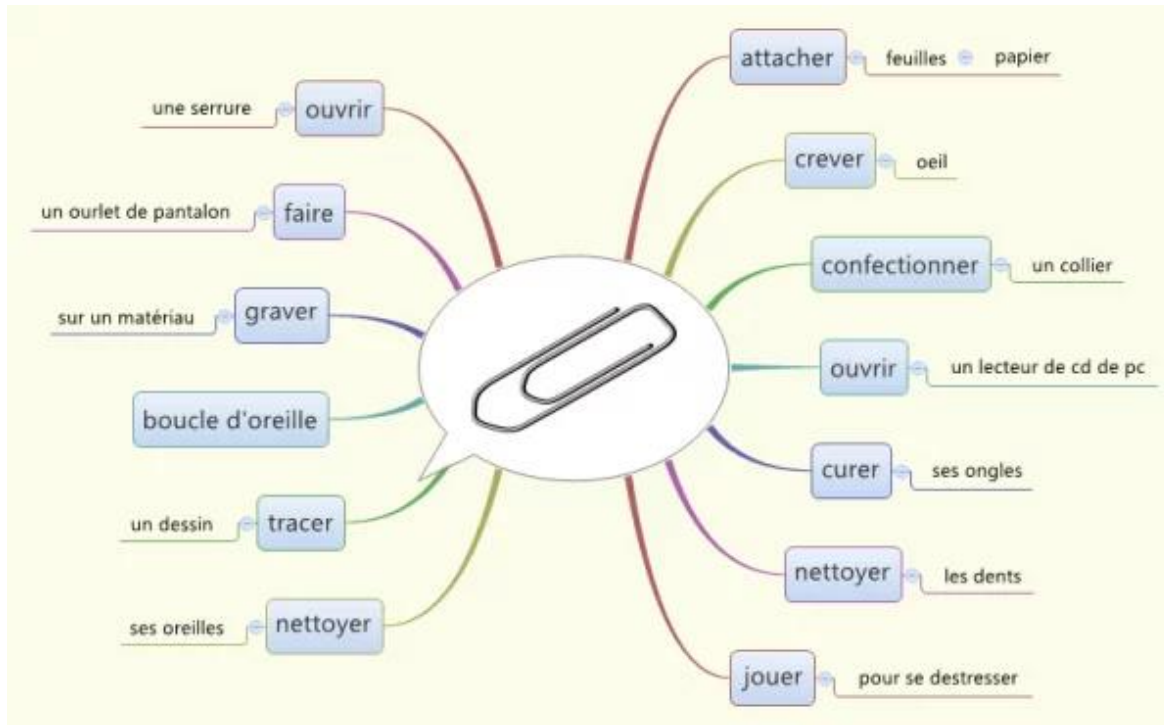 attacher feuilles papier
crever oeil
confectionner un collier
ouvrir un lecteur de cd de pc
curer ses ongles
nettoyer les dents
jouer pour se destresser
une serrure ouvrir
un ourlet de pantalon faire
sur un matériau graver
boucle d'oreille
un dessin tracer
ses oreilles nettoyer